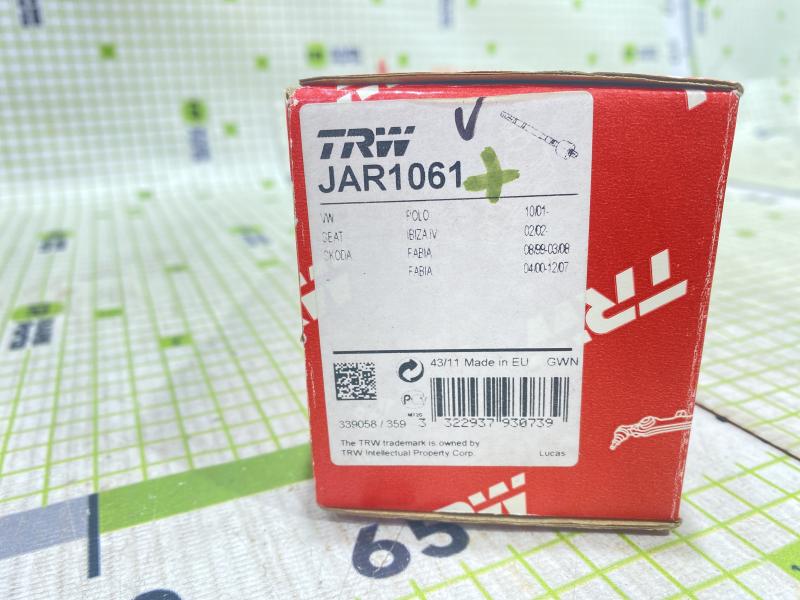 TRW
JAR1061
VW POLO 10/01-
SEAT IBIZA IV 02/02-
SKODA FABIA 08/99-03/08
FABIA 04/00-12/07
43/11 Made in EU GWN
339058 / 359 3 322937 930739
The TRW trademark is owned by
TRW Intellectual Property Corp. Lucas
TRW
TRW
65